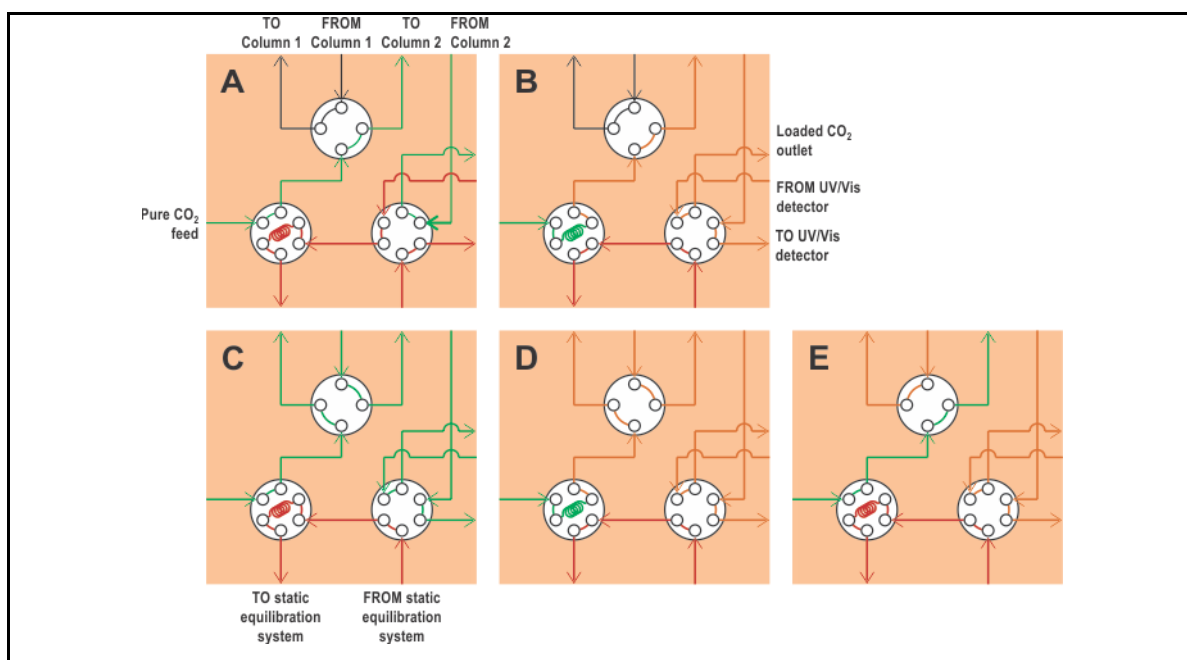 TO
Column 1
FROM
Column 1
TO
Column 2
FROM
Column 2
A
B
Loaded CO₂
outlet
FROM UV/Vis
detector
TO UV/Vis
detector
Pure CO₂
feed
C
D
E
TO static
equilibration
system
FROM static
equilibration
system